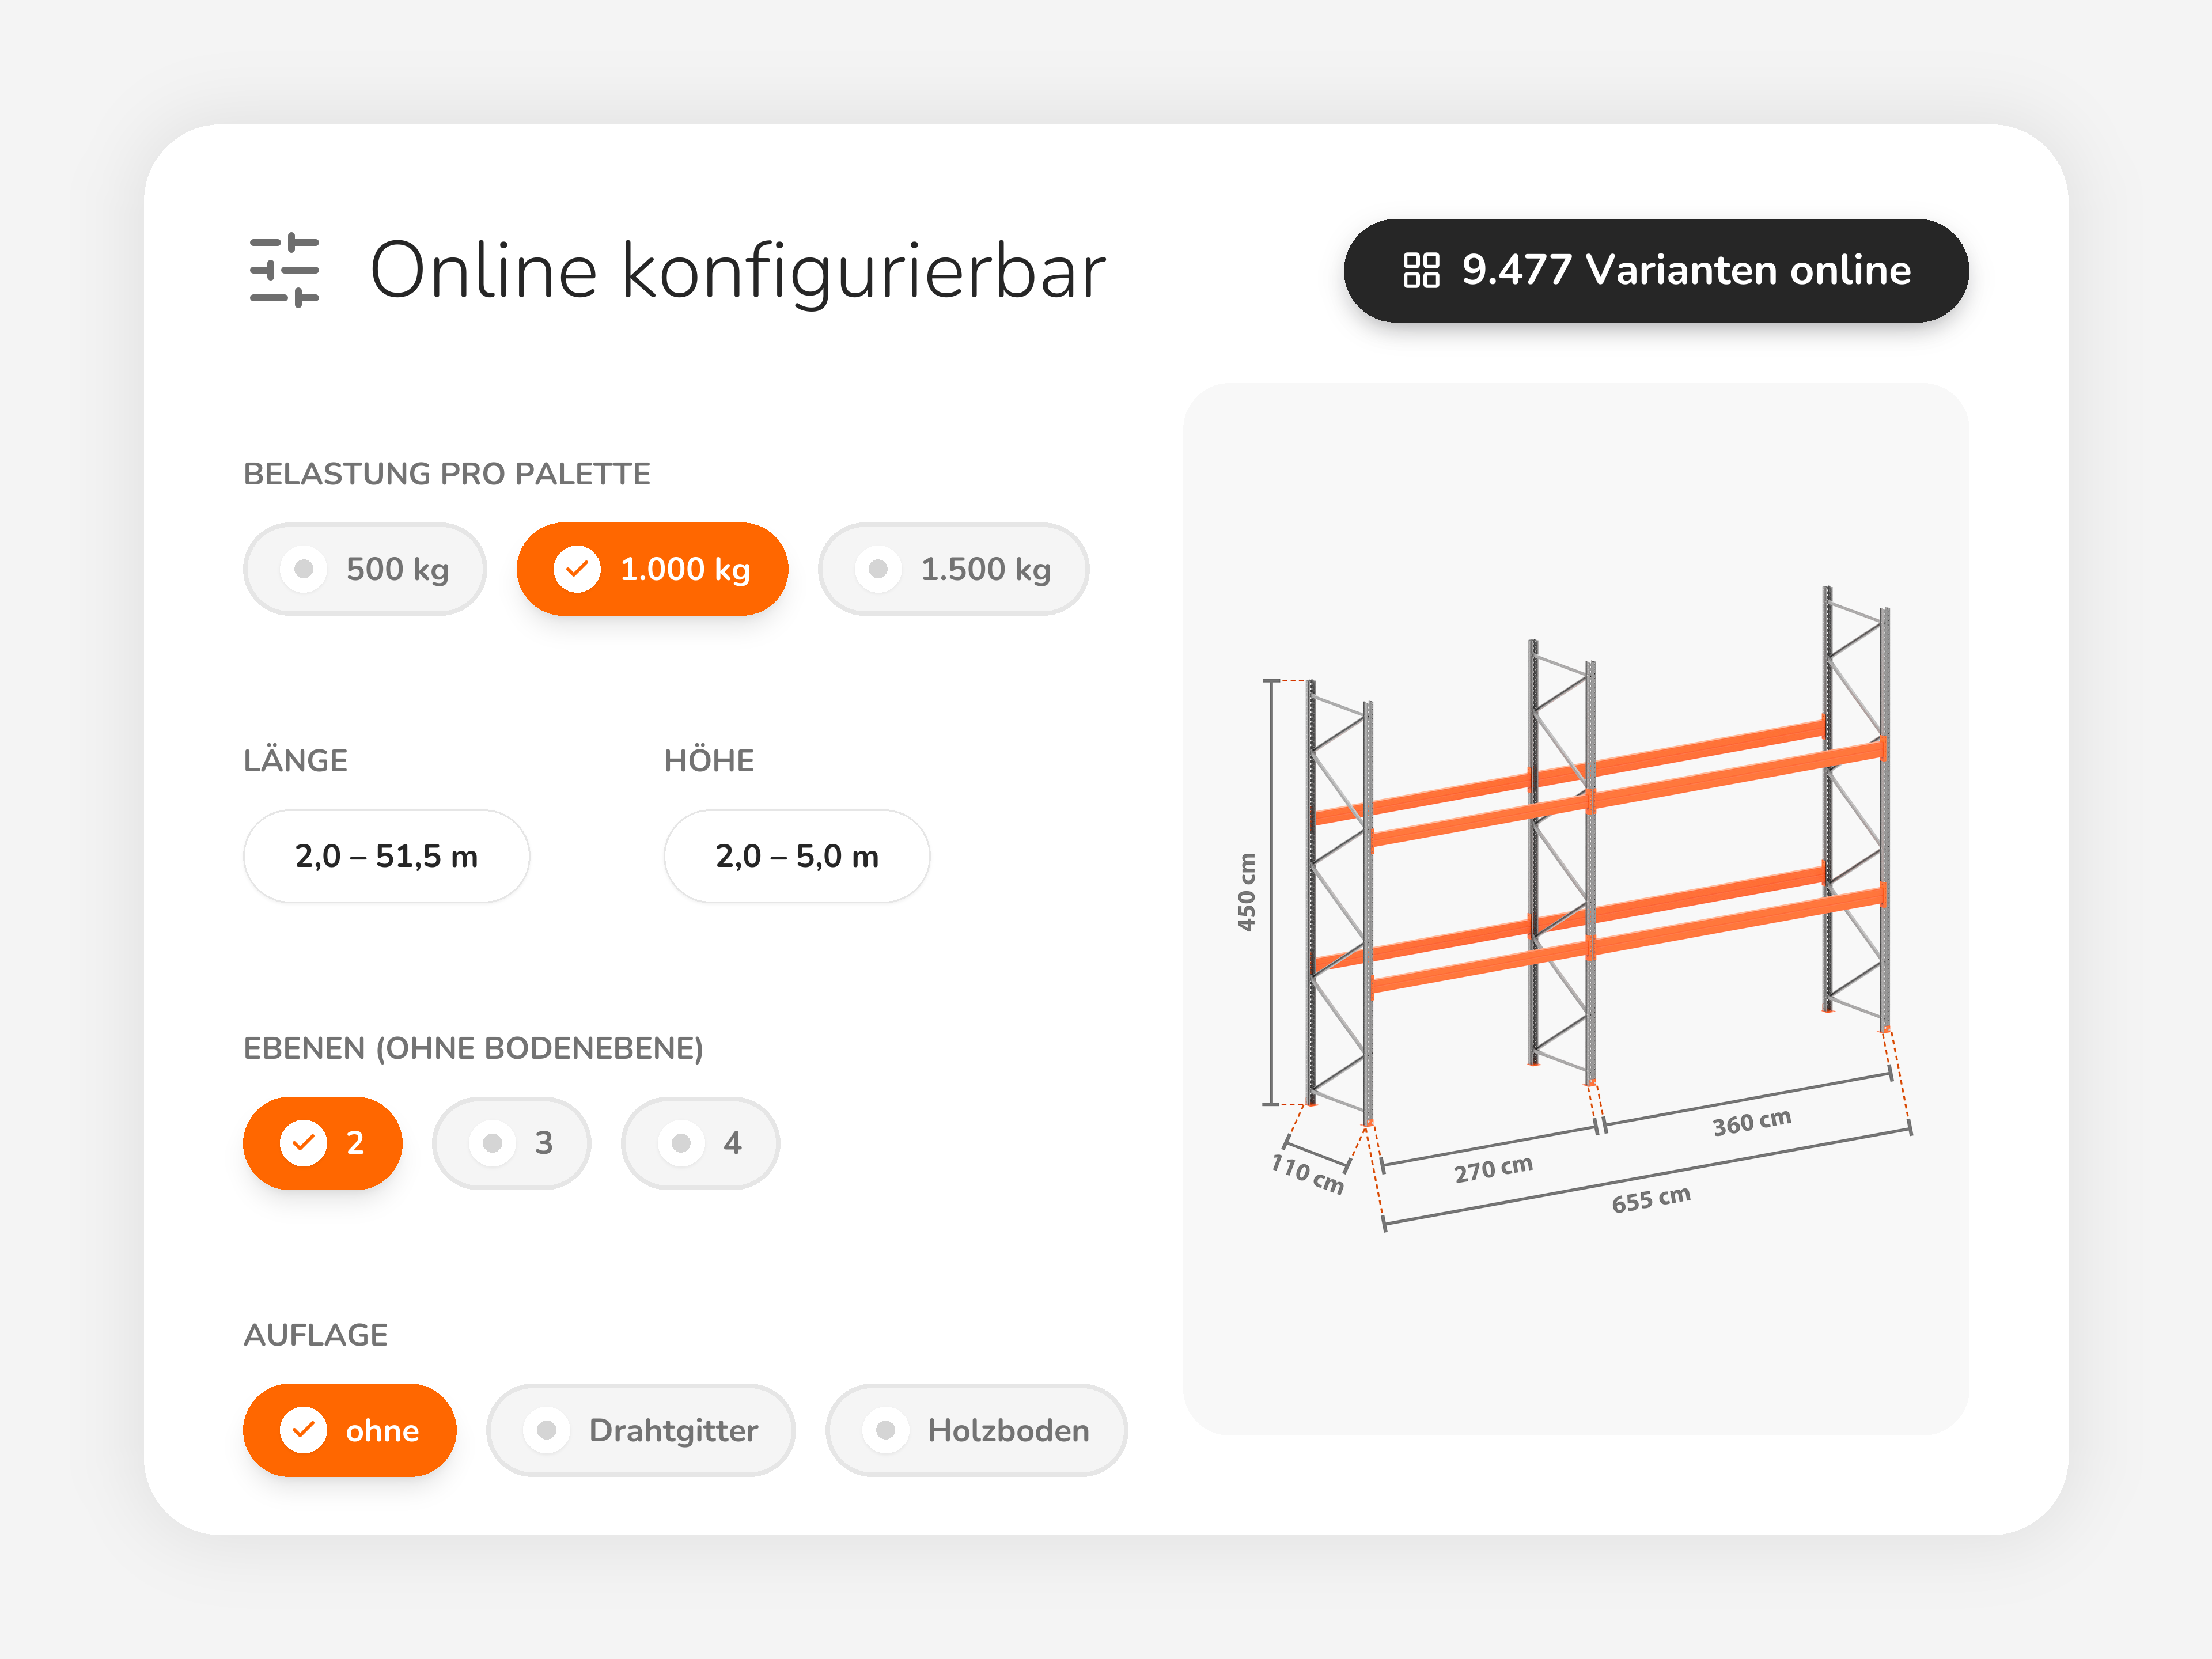 Online konfigurierbar
9.477 Varianten online
BELASTUNG PRO PALETTE
500 kg
1.000 kg
1.500 kg
LÄNGE
HÖHE
2,0 – 51,5 m
2,0 – 5,0 m
EBENEN (OHNE BODENEBENE)
2
3
4
AUFLAGE
ohne
Drahtgitter
Holzboden
450 cm
110 cm
270 cm
360 cm
655 cm